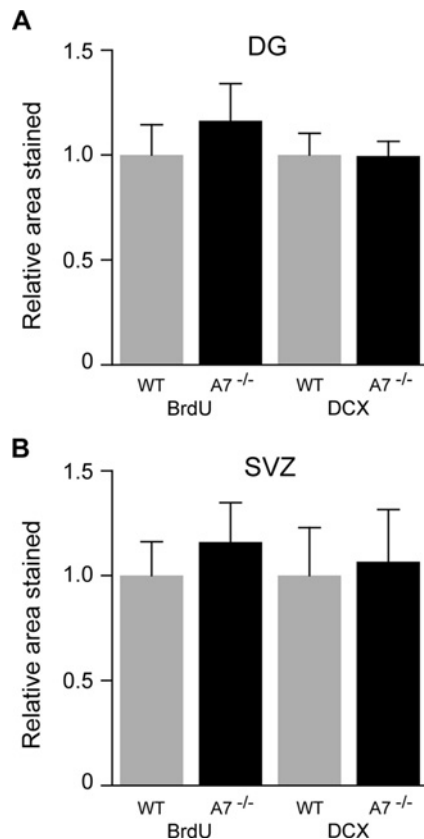 A
DG
Relative area stained
1.5
1.0
0.5
0
WT A7 -/- WT A7 -/-
BrdU DCX
B
SVZ
Relative area stained
1.5
1.0
0.5
0
WT A7 -/- WT A7 -/-
BrdU DCX